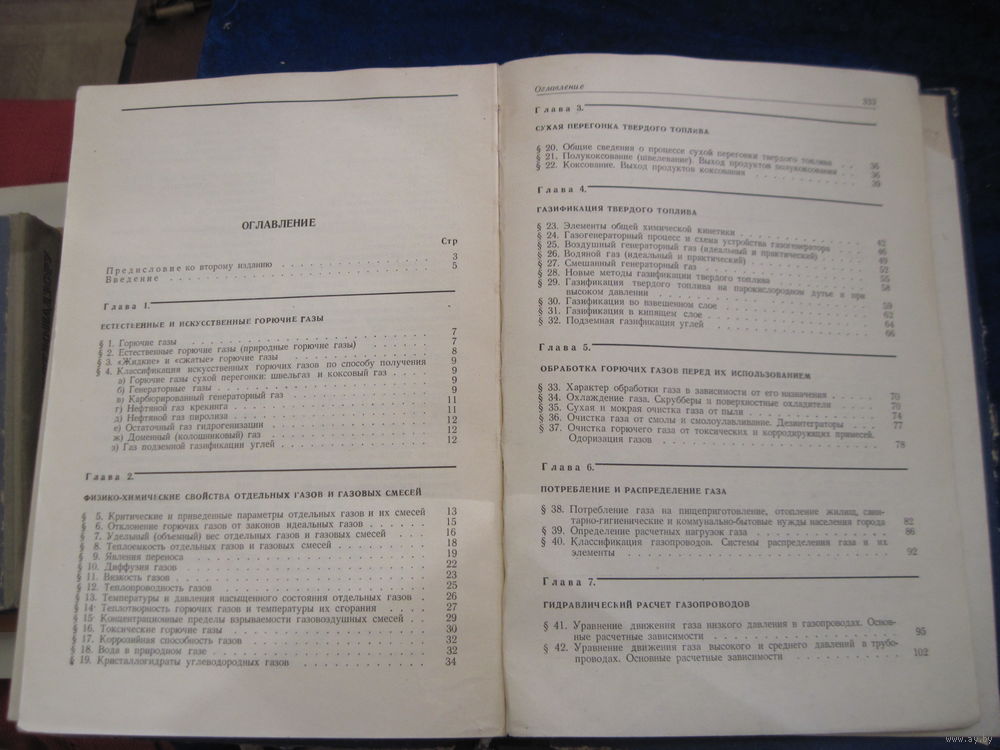 ОГЛАВЛЕНИЕ
Стр
Предисловие ко второму изданию . . . 3
Введение . . . 5
Глава 1.
ЕСТЕСТВЕННЫЕ И ИСКУССТВЕННЫЕ ГОРЮЧИЕ ГАЗЫ
§ 1. Горючие газы . . . 7
§ 2. Естественные горючие газы (природные горючие газы) . . . 7
§ 3. «Жидкие» и «сжатые» горючие газы . . . 8
§ 4. Классификация искусственных горючих газов по способу получения 9
а) Горючие газы сухой перегонки: швельгаз и коксовый газ . . . 9
б) Генераторные газы . . . 9
в) Карбюрированный генераторный газ . . . 9
г) Нефтяной газ крекинга . . . 11
д) Нефтяной газ пиролиза . . . 11
е) Остаточный газ гидрогенизации . . . 12
ж) Доменный (колошниковый) газ . . . 12
з) Газ подземной газификации углей . . . 12
Глава 2.
ФИЗИКО-ХИМИЧЕСКИЕ СВОЙСТВА ОТДЕЛЬНЫХ ГАЗОВ И ГАЗОВЫХ СМЕСЕЙ
§ 5. Критические и приведенные параметры отдельных газов и их смесей 13
§ 6. Отклонение горючих газов от законов идеальных газов . . . 15
§ 7. Удельный (объемный) вес отдельных газов и газовых смесей . . . 16
§ 8. Теплоемкость отдельных газов и газовых смесей . . . 18
§ 9. Явления переноса . . . 19
§ 10. Диффузия газов . . . 22
§ 11. Вязкость газов . . . 23
§ 12. Теплопроводность газов . . . 25
§ 13. Температуры и давления насыщенного состояния отдельных газов . 26
§ 14. Теплотворность горючих газов и температуры их сгорания . . . 27
§ 15. Концентрационные пределы взрываемости газовоздушных смесей . . 29
§ 16. Токсические горючие газы . . . 30
§ 17. Коррозийная способность газов . . . 32
§ 18. Вода в природном газе . . . 32
§ 19. Кристаллогидраты углеводородных газов . . . 34
Оглавление
333
Глава 3.
СУХАЯ ПЕРЕГОНКА ТВЕРДОГО ТОПЛИВА
§ 20. Общие сведения о процессе сухой перегонки твердого топлива . . 36
§ 21. Полукоксование (швелевание). Выход продуктов полукоксования . . 36
§ 22. Коксование. Выход продуктов коксования . . . 39
Глава 4.
ГАЗИФИКАЦИЯ ТВЕРДОГО ТОПЛИВА
§ 23. Элементы общей химической кинетики . . . 42
§ 24. Газогенераторный процесс и схема устройства газогенератора . . . 46
§ 25. Воздушный генераторный газ (идеальный и практический) . . . 49
§ 26. Водяной газ (идеальный и практический) . . . 52
§ 27. Смешанный генераторный газ . . . 55
§ 28. Новые методы газификации твердого топлива . . . 58
§ 29. Газификация твердого топлива на парокислородном дутье и при
высоком давлении . . . 59
§ 30. Газификация во взвешенном слое . . . 62
§ 31. Газификация в кипящем слое . . . 64
§ 32. Подземная газификация углей . . . 66
Глава 5.
ОБРАБОТКА ГОРЮЧИХ ГАЗОВ ПЕРЕД ИХ ИСПОЛЬЗОВАНИЕМ
§ 33. Характер обработки газа в зависимости от его назначения . . . 70
§ 34. Охлаждение газа. Скрубберы и поверхностные охладители . . . 70
§ 35. Сухая и мокрая очистка газа от пыли . . . 74
§ 36. Очистка газа от смолы и смолоулавливание. Дезинтеграторы . . . 77
§ 37. Очистка горючего газа от токсических и корродирующих примесей.
Одоризация газов . . . 78
Глава 6.
ПОТРЕБЛЕНИЕ И РАСПРЕДЕЛЕНИЕ ГАЗА
§ 38. Потребление газа на пищеприготовление, отопление жилищ, сани-
тарно-гигиенические и коммунально-бытовые нужды населения города 82
§ 39. Определение расчетных нагрузок газа . . . 86
§ 40. Классификация газопроводов. Системы распределения газа и их
элементы . . . 92
Глава 7.
ГИДРАВЛИЧЕСКИЙ РАСЧЕТ ГАЗОПРОВОДОВ
§ 41. Уравнение движения газа низкого давления в газопроводах. Основ-
ные расчетные зависимости . . . 95
§ 42. Уравнение движения газа высокого и среднего давлений в трубо-
проводах. Основные расчетные зависимости . . . 102
www.ay.by